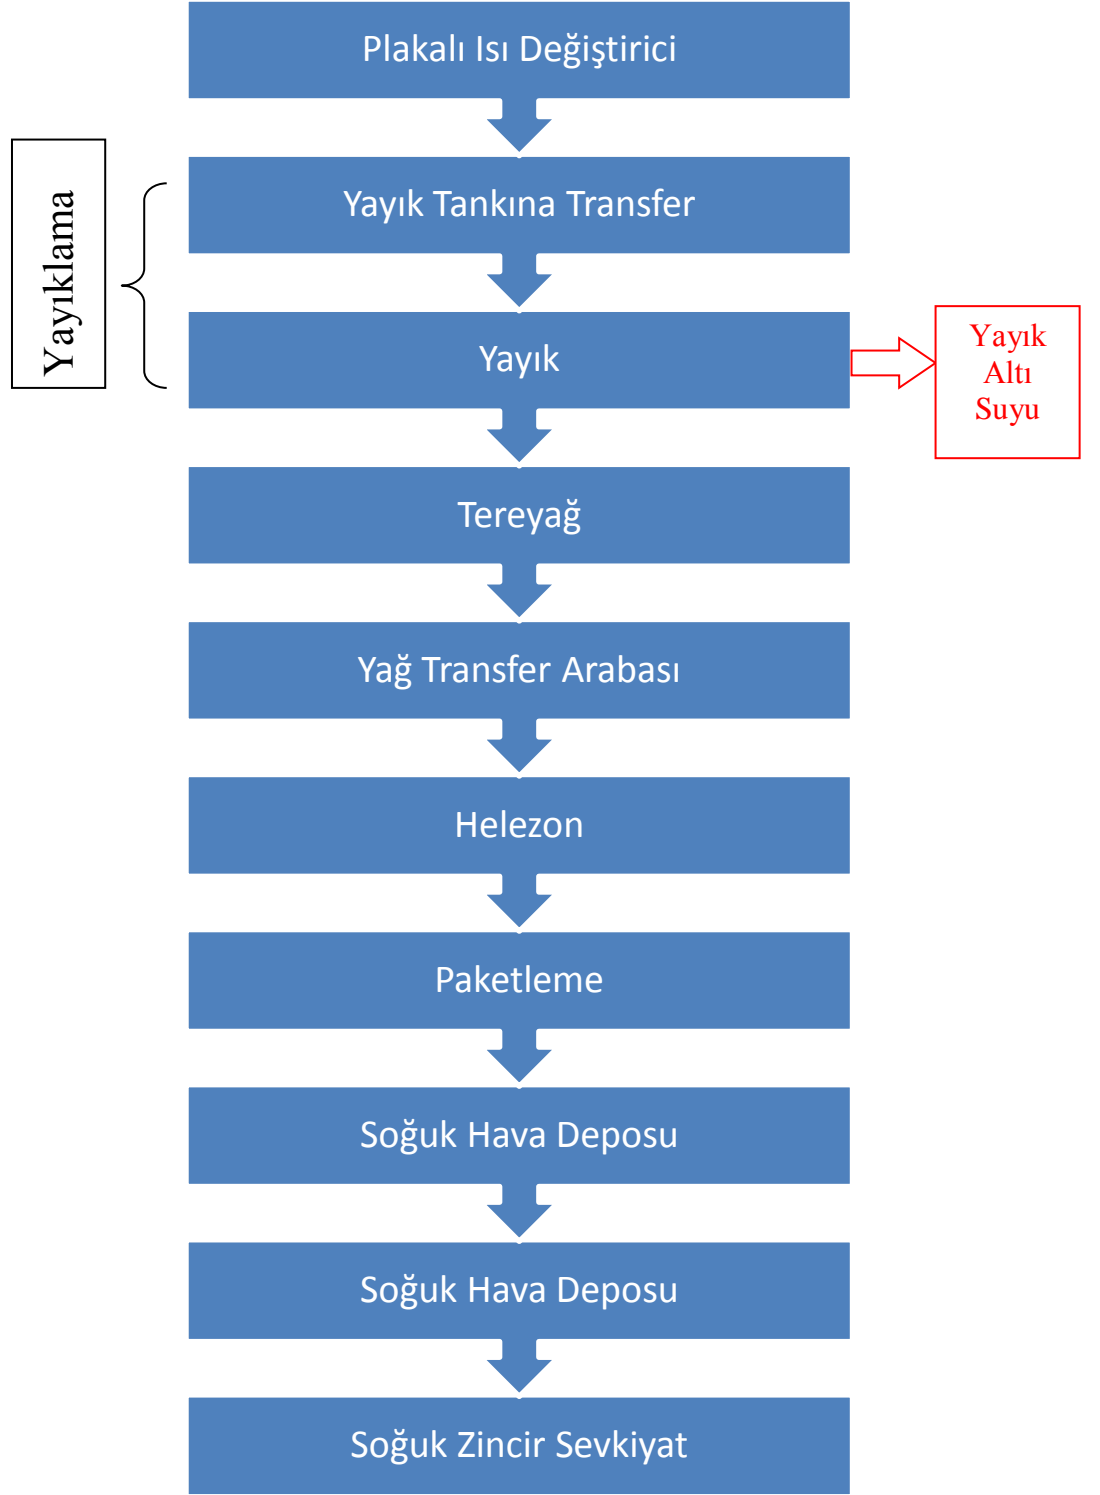 Plakalı Isı Değiştirici
Yayıklama
Yayık Tankına Transfer
Yayık
Yayık
Altı
Suyu
Tereyağ
Yağ Transfer Arabası
Helezon
Paketleme
Soğuk Hava Deposu
Soğuk Hava Deposu
Soğuk Zincir Sevkiyat